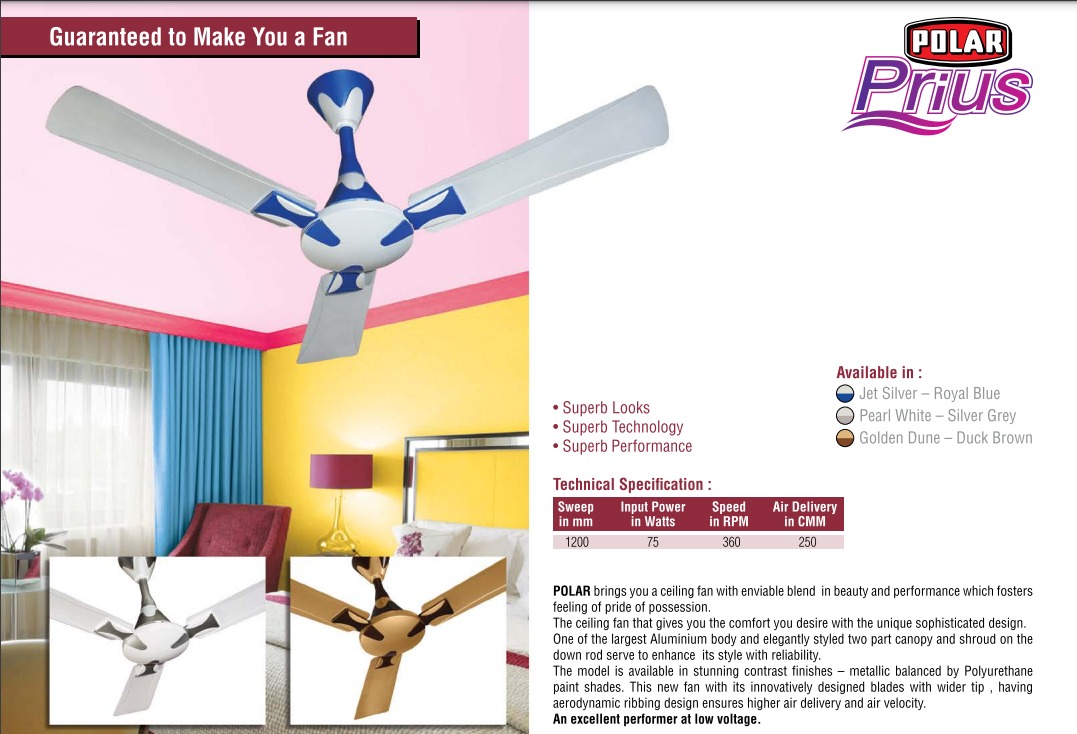 Guaranteed to Make You a Fan
POLAR
Prius
Available in :
Jet Silver – Royal Blue
Pearl White – Silver Grey
Golden Dune – Duck Brown
• Superb Looks
• Superb Technology
• Superb Performance
Technical Specification :
Sweep in mm Input Power in Watts Speed in RPM Air Delivery in CMM
1200 75 360 250
POLAR brings you a ceiling fan with enviable blend in beauty and performance which fosters
feeling of pride of possession.
The ceiling fan that gives you the comfort you desire with the unique sophisticated design.
One of the largest Aluminium body and elegantly styled two part canopy and shroud on the
down rod serve to enhance its style with reliability.
The model is available in stunning contrast finishes – metallic balanced by Polyurethane
paint shades. This new fan with its innovatively designed blades with wider tip , having
aerodynamic ribbing design ensures higher air delivery and air velocity.
An excellent performer at low voltage.